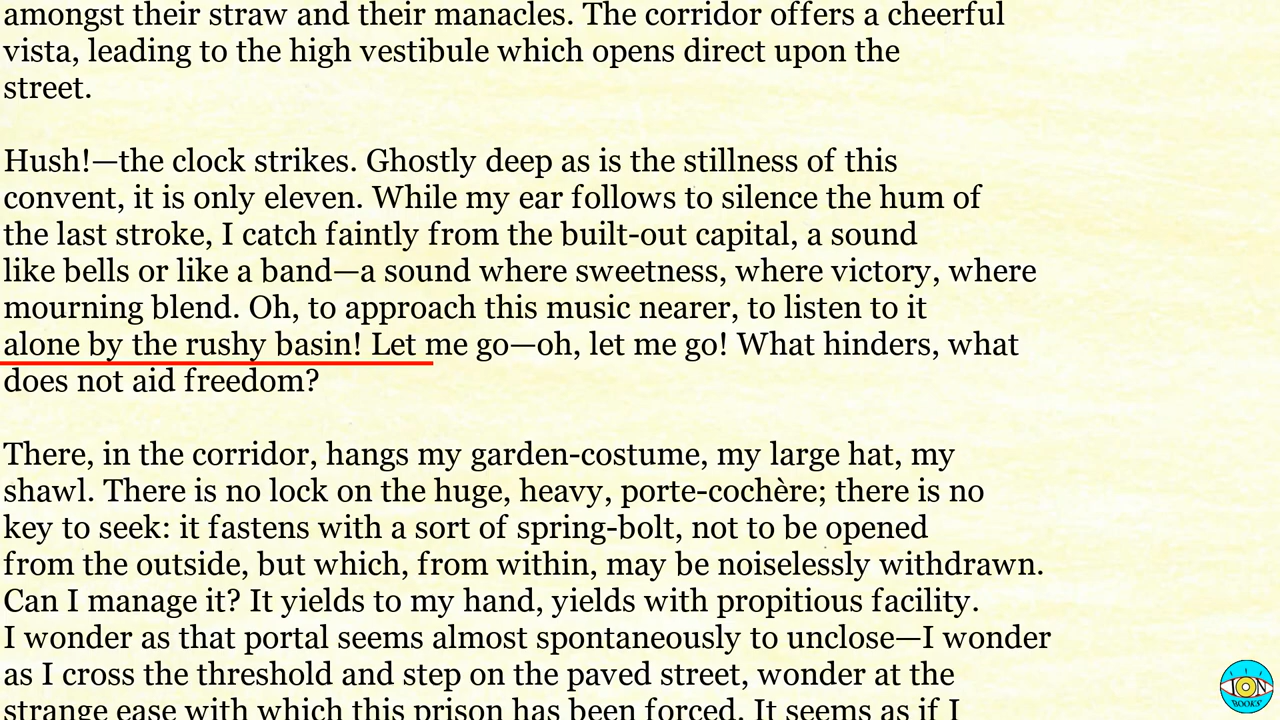 amongst their straw and their manacles. The corridor offers a cheerful
vista, leading to the high vestibule which opens direct upon the
street.
Hush!—the clock strikes. Ghostly deep as is the stillness of this
convent, it is only eleven. While my ear follows to silence the hum of
the last stroke, I catch faintly from the built-out capital, a sound
like bells or like a band—a sound where sweetness, where victory, where
mourning blend. Oh, to approach this music nearer, to listen to it
alone by the rushy basin! Let me go—oh, let me go! What hinders, what
does not aid freedom?
There, in the corridor, hangs my garden-costume, my large hat, my
shawl. There is no lock on the huge, heavy, porte-cochère; there is no
key to seek: it fastens with a sort of spring-bolt, not to be opened
from the outside, but which, from within, may be noiselessly withdrawn.
Can I manage it? It yields to my hand, yields with propitious facility.
I wonder as that portal seems almost spontaneously to unclose—I wonder
as I cross the threshold and step on the paved street, wonder at the
strange ease with which this prison has been forced. It seems as if I
ION
BOOKS